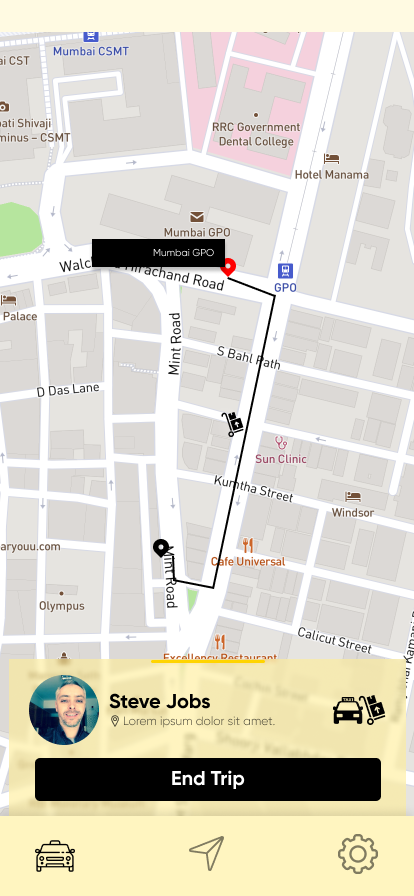 Mumbai CSMT
ai CST
ati Shivaji
minus – CSMT
RRC Government
Dental College
Hotel Manama
Mumbai GPO
Mumbai GPO
Hirachand Road
GPO
Palace
Mint Road
S Bahl Path
D Das Lane
Sun Clinic
Kumtha Street
Windsor
aryouu.com
Mint Road
Cafe Universal
Olympus
Calicut Street
Excellency Restaurant
Steve Jobs
Lorem ipsum dolor sit amet.
TAXI
End Trip